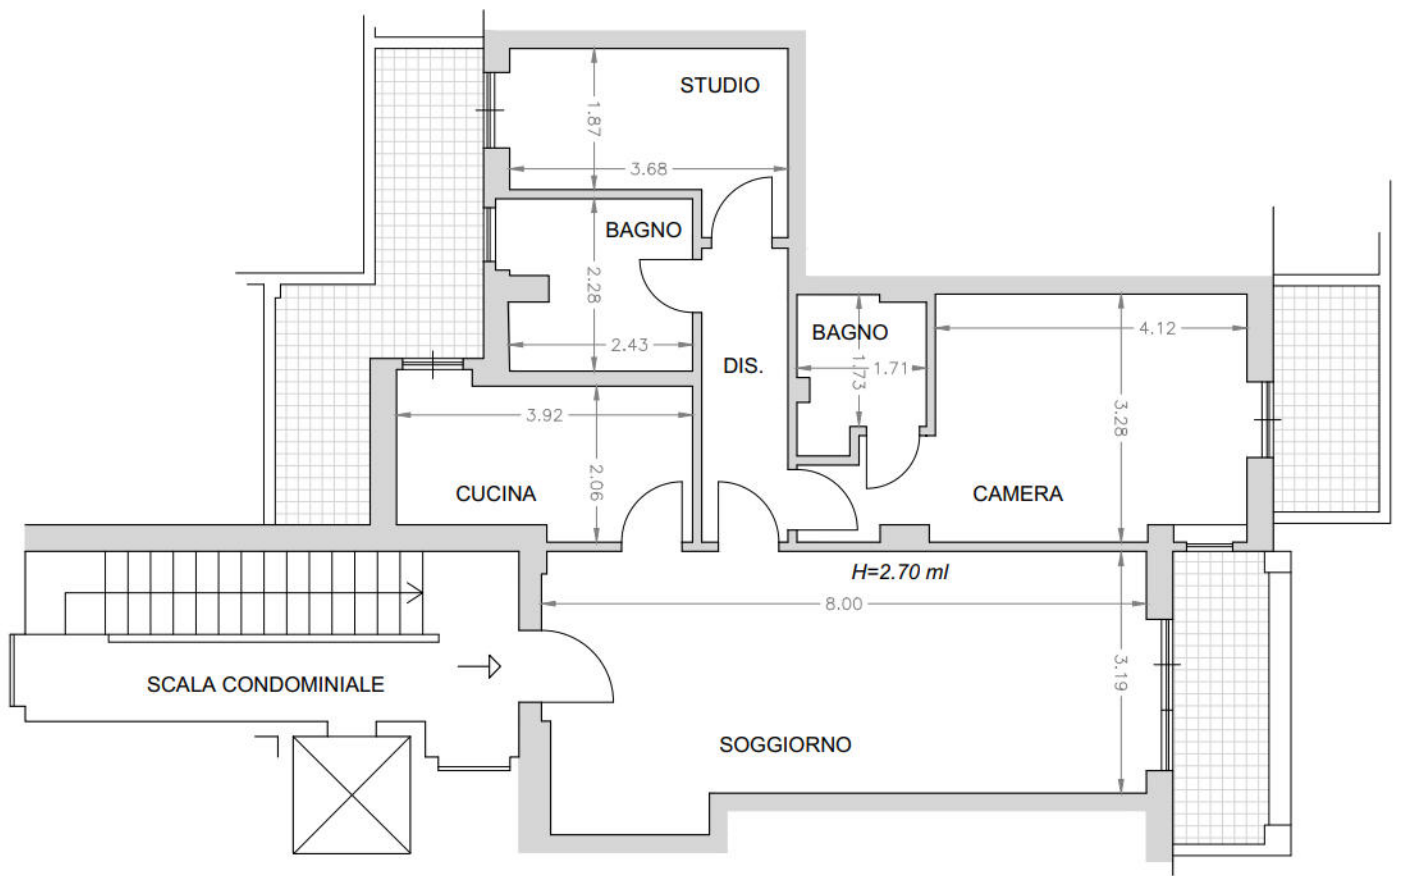 STUDIO
1.87
3.68
BAGNO
2.28
2.43
BAGNO
1.73
1.71
4.12
3.28
DIS.
3.92
2.06
CUCINA
CAMERA
H=2.70 ml
8.00
3.19
SCALA CONDOMINIALE
SOGGIORNO